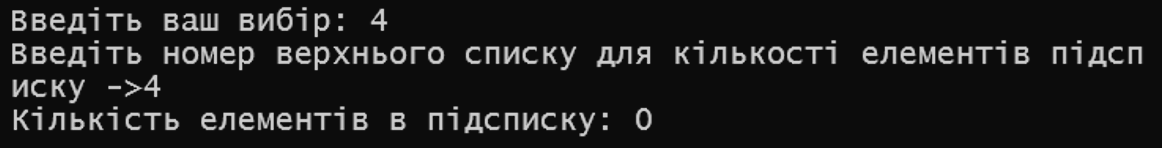 Введіть ваш вибір: 4
Введіть номер верхнього списку для кількості елементів підсп
иску ->4
Кількість елементів в підсписку: 0